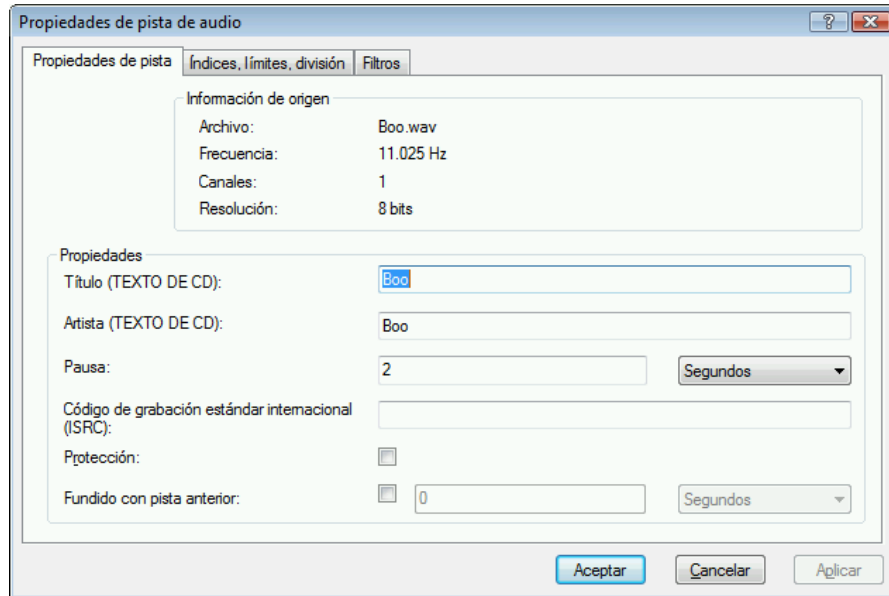 Propiedades de pista de audio
Propiedades de pista Índices, límites, división Filtros
Información de origen
Archivo: Boo.wav
Frecuencia: 11.025 Hz
Canales: 1
Resolución: 8 bits
Propiedades
Título (TEXTO DE CD): Boo
Artista (TEXTO DE CD): Boo
Pausa: 2 Segundos
Código de grabación estándar internacional
(ISRC):
Protección:
Fundido con pista anterior: 0 Segundos
Aceptar Cancelar Aplicar